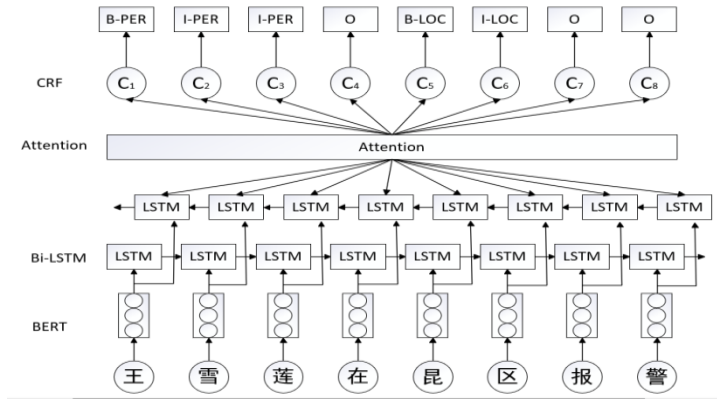 B-PER I-PER I-PER O B-LOC I-LOC O O
CRF C₁ C₂ C₃ C₄ C₅ C₆ C₇ C₈
Attention Attention
LSTM LSTM LSTM LSTM LSTM LSTM LSTM LSTM
Bi-LSTM LSTM LSTM LSTM LSTM LSTM LSTM LSTM LSTM
BERT
王 雪 莲 在 昆 区 报 警